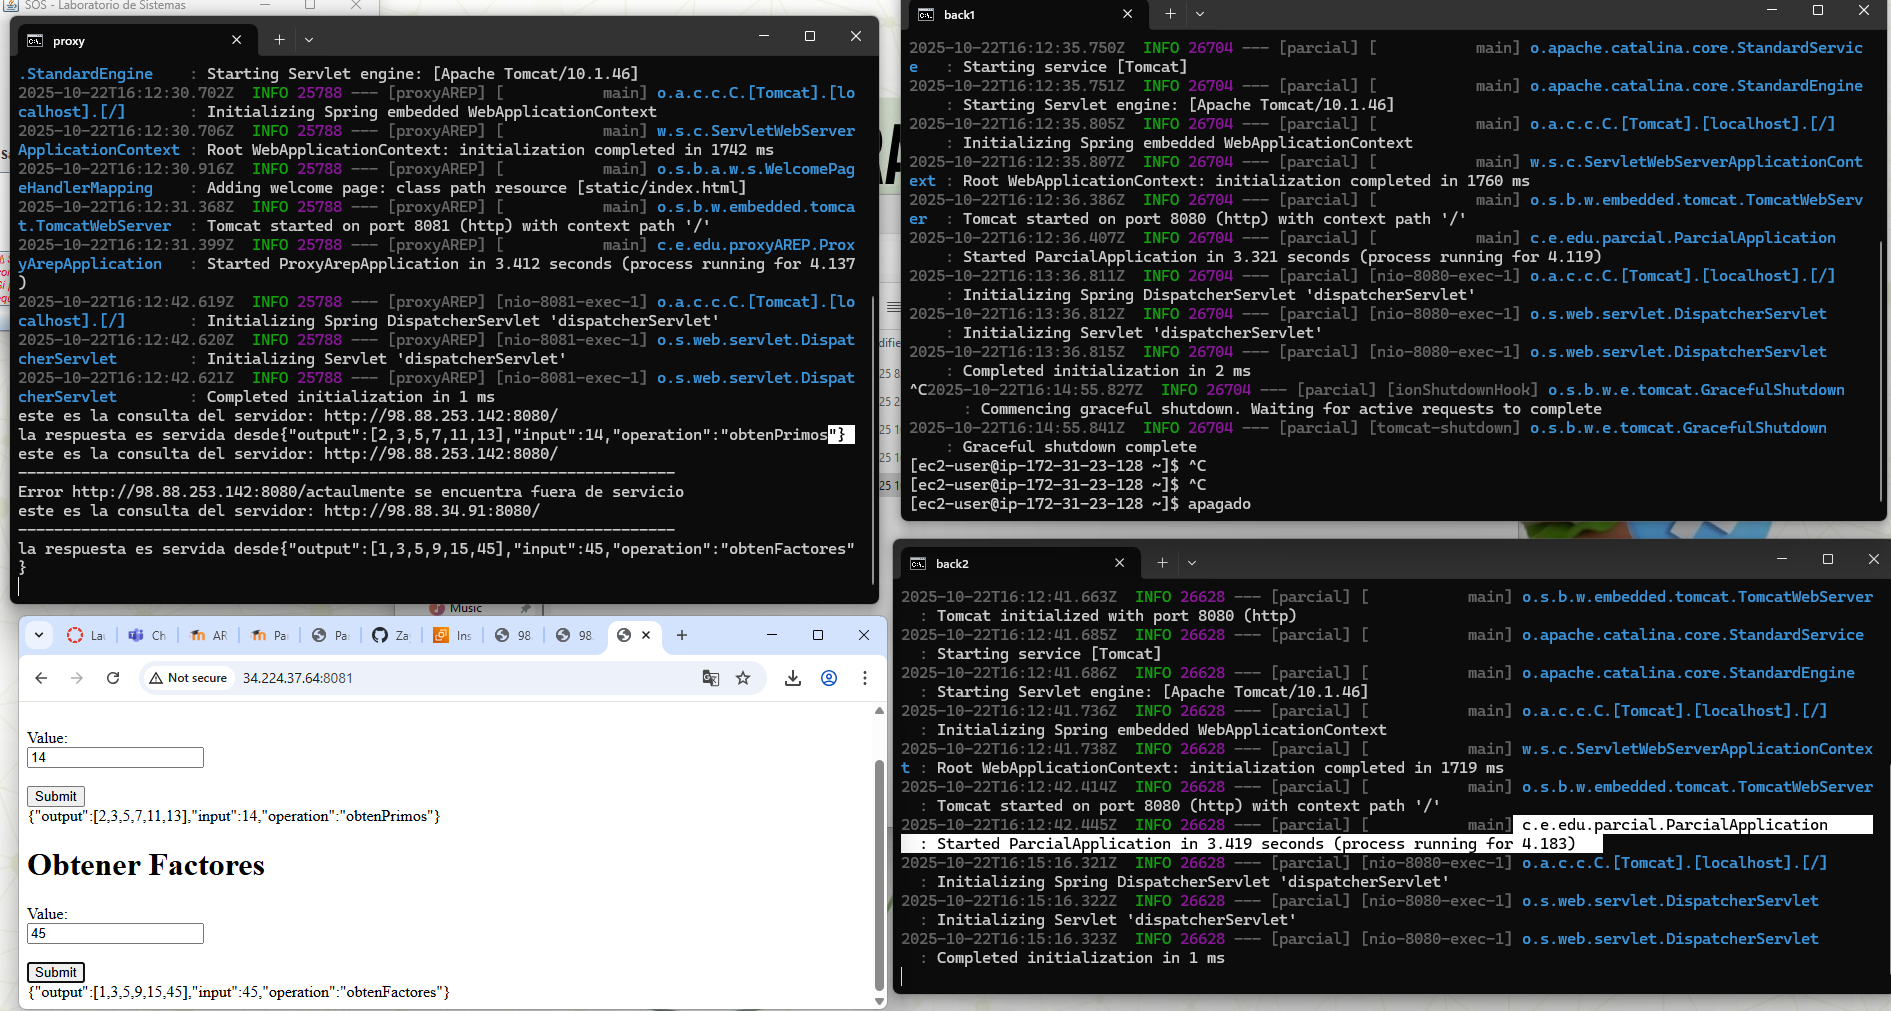 SOS - Laboratorio de Sistemas
proxy
.StandardEngine    : Starting Servlet engine: [Apache Tomcat/10.1.46]
2025-10-22T16:12:30.702Z  INFO 25788 --- [proxyAREP] [           main] o.a.c.c.C.[Tomcat].[lo
calhost].[/]       : Initializing Spring embedded WebApplicationContext
2025-10-22T16:12:30.706Z  INFO 25788 --- [proxyAREP] [           main] w.s.c.ServletWebServer
ApplicationContext : Root WebApplicationContext: initialization completed in 1742 ms
2025-10-22T16:12:30.916Z  INFO 25788 --- [proxyAREP] [           main] o.s.b.a.w.s.WelcomePag
eHandlerMapping    : Adding welcome page: class path resource [static/index.html]
2025-10-22T16:12:31.368Z  INFO 25788 --- [proxyAREP] [           main] o.s.b.w.embedded.tomca
t.TomcatWebServer  : Tomcat started on port 8081 (http) with context path '/'
2025-10-22T16:12:31.399Z  INFO 25788 --- [proxyAREP] [           main] c.e.edu.proxyAREP.Prox
yArepApplication   : Started ProxyArepApplication in 3.412 seconds (process running for 4.137
)
2025-10-22T16:12:42.619Z  INFO 25788 --- [proxyAREP] [nio-8081-exec-1] o.a.c.c.C.[Tomcat].[lo
calhost].[/]       : Initializing Spring DispatcherServlet 'dispatcherServlet'
2025-10-22T16:12:42.620Z  INFO 25788 --- [proxyAREP] [nio-8081-exec-1] o.s.web.servlet.Dispat
cherServlet        : Initializing Servlet 'dispatcherServlet'
2025-10-22T16:12:42.621Z  INFO 25788 --- [proxyAREP] [nio-8081-exec-1] o.s.web.servlet.Dispat
cherServlet        : Completed initialization in 1 ms
este es la consulta del servidor: http://98.88.253.142:8080/
la respuesta es servida desde{"output":[2,3,5,7,11,13],"input":14,"operation":"obtenPrimos"}
este es la consulta del servidor: http://98.88.253.142:8080/
-------------------------------------------------------------------------
Error http://98.88.253.142:8080/actaulmente se encuentra fuera de servicio
este es la consulta del servidor: http://98.88.34.91:8080/
-------------------------------------------------------------------------
la respuesta es servida desde{"output":[1,3,5,9,15,45],"input":45,"operation":"obtenFactores"
}
back1
2025-10-22T16:12:35.750Z  INFO 26704 --- [parcial] [           main] o.apache.catalina.core.StandardServic
e   : Starting service [Tomcat]
2025-10-22T16:12:35.751Z  INFO 26704 --- [parcial] [           main] o.apache.catalina.core.StandardEngine
    : Starting Servlet engine: [Apache Tomcat/10.1.46]
2025-10-22T16:12:35.805Z  INFO 26704 --- [parcial] [           main] o.a.c.c.C.[Tomcat].[localhost].[/]
    : Initializing Spring embedded WebApplicationContext
2025-10-22T16:12:35.807Z  INFO 26704 --- [parcial] [           main] w.s.c.ServletWebServerApplicationCont
ext : Root WebApplicationContext: initialization completed in 1760 ms
2025-10-22T16:12:36.386Z  INFO 26704 --- [parcial] [           main] o.s.b.w.embedded.tomcat.TomcatWebServ
er  : Tomcat started on port 8080 (http) with context path '/'
2025-10-22T16:12:36.407Z  INFO 26704 --- [parcial] [           main] c.e.edu.parcial.ParcialApplication
    : Started ParcialApplication in 3.321 seconds (process running for 4.119)
2025-10-22T16:13:36.811Z  INFO 26704 --- [parcial] [nio-8080-exec-1] o.a.c.c.C.[Tomcat].[localhost].[/]
    : Initializing Spring DispatcherServlet 'dispatcherServlet'
2025-10-22T16:13:36.812Z  INFO 26704 --- [parcial] [nio-8080-exec-1] o.s.web.servlet.DispatcherServlet
    : Initializing Servlet 'dispatcherServlet'
2025-10-22T16:13:36.815Z  INFO 26704 --- [parcial] [nio-8080-exec-1] o.s.web.servlet.DispatcherServlet
    : Completed initialization in 2 ms
^C2025-10-22T16:14:55.827Z  INFO 26704 --- [parcial] [ionShutdownHook] o.s.b.w.e.tomcat.GracefulShutdown
      : Commencing graceful shutdown. Waiting for active requests to complete
2025-10-22T16:14:55.841Z  INFO 26704 --- [parcial] [tomcat-shutdown] o.s.b.w.e.tomcat.GracefulShutdown
    : Graceful shutdown complete
[ec2-user@ip-172-31-23-128 ~]$ ^C
[ec2-user@ip-172-31-23-128 ~]$ ^C
[ec2-user@ip-172-31-23-128 ~]$ apagado
back2
2025-10-22T16:12:41.663Z  INFO 26628 --- [parcial] [           main] o.s.b.w.embedded.tomcat.TomcatWebServer
  : Tomcat initialized with port 8080 (http)
2025-10-22T16:12:41.685Z  INFO 26628 --- [parcial] [           main] o.apache.catalina.core.StandardService
  : Starting service [Tomcat]
2025-10-22T16:12:41.686Z  INFO 26628 --- [parcial] [           main] o.apache.catalina.core.StandardEngine
  : Starting Servlet engine: [Apache Tomcat/10.1.46]
2025-10-22T16:12:41.736Z  INFO 26628 --- [parcial] [           main] o.a.c.c.C.[Tomcat].[localhost].[/]
  : Initializing Spring embedded WebApplicationContext
2025-10-22T16:12:41.738Z  INFO 26628 --- [parcial] [           main] w.s.c.ServletWebServerApplicationContex
t : Root WebApplicationContext: initialization completed in 1719 ms
2025-10-22T16:12:42.414Z  INFO 26628 --- [parcial] [           main] o.s.b.w.embedded.tomcat.TomcatWebServer
  : Tomcat started on port 8080 (http) with context path '/'
2025-10-22T16:12:42.445Z  INFO 26628 --- [parcial] [           main] c.e.edu.parcial.ParcialApplication
  : Started ParcialApplication in 3.419 seconds (process running for 4.183)
2025-10-22T16:15:16.321Z  INFO 26628 --- [parcial] [nio-8080-exec-1] o.a.c.c.C.[Tomcat].[localhost].[/]
  : Initializing Spring DispatcherServlet 'dispatcherServlet'
2025-10-22T16:15:16.322Z  INFO 26628 --- [parcial] [nio-8080-exec-1] o.s.web.servlet.DispatcherServlet
  : Initializing Servlet 'dispatcherServlet'
2025-10-22T16:15:16.323Z  INFO 26628 --- [parcial] [nio-8080-exec-1] o.s.web.servlet.DispatcherServlet
  : Completed initialization in 1 ms
Music
Lau Ch AR Pa Pa Za Ins 98. 98.
Not secure 34.224.37.64:8081
Value:
14
Submit
{"output":[2,3,5,7,11,13],"input":14,"operation":"obtenPrimos"}
Obtener Factores
Value:
45
Submit
{"output":[1,3,5,9,15,45],"input":45,"operation":"obtenFactores"}